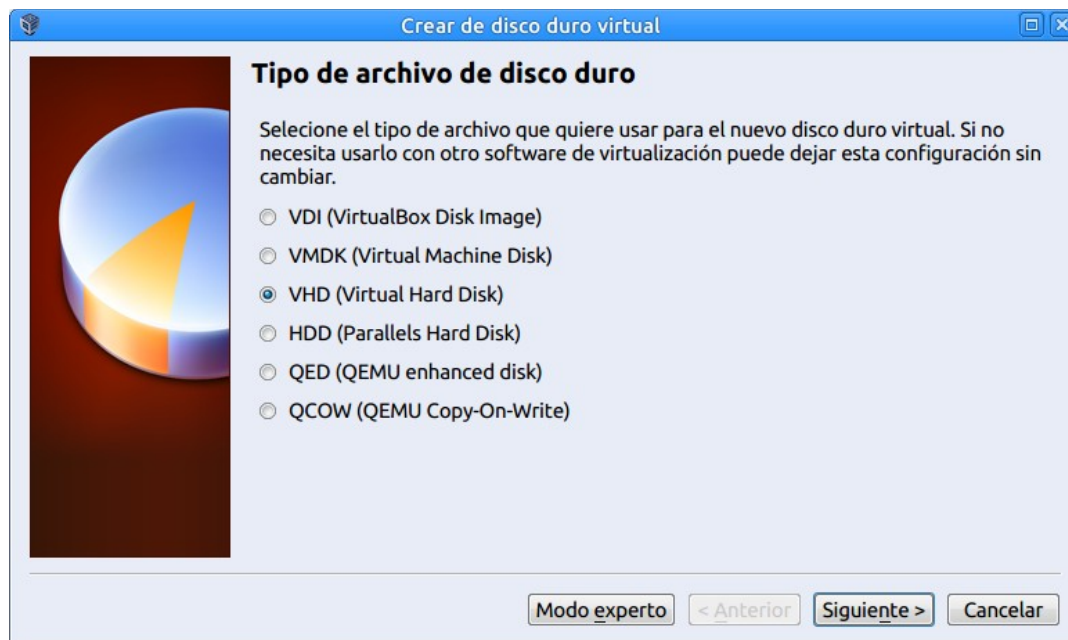 Crear de disco duro virtual
Tipo de archivo de disco duro
Selecione el tipo de archivo que quiere usar para el nuevo disco duro virtual. Si no
necesita usarlo con otro software de virtualización puede dejar esta configuración sin
cambiar.
VDI (VirtualBox Disk Image)
VMDK (Virtual Machine Disk)
VHD (Virtual Hard Disk)
HDD (Parallels Hard Disk)
QED (QEMU enhanced disk)
QCOW (QEMU Copy-On-Write)
Modo experto < Anterior Siguiente > Cancelar